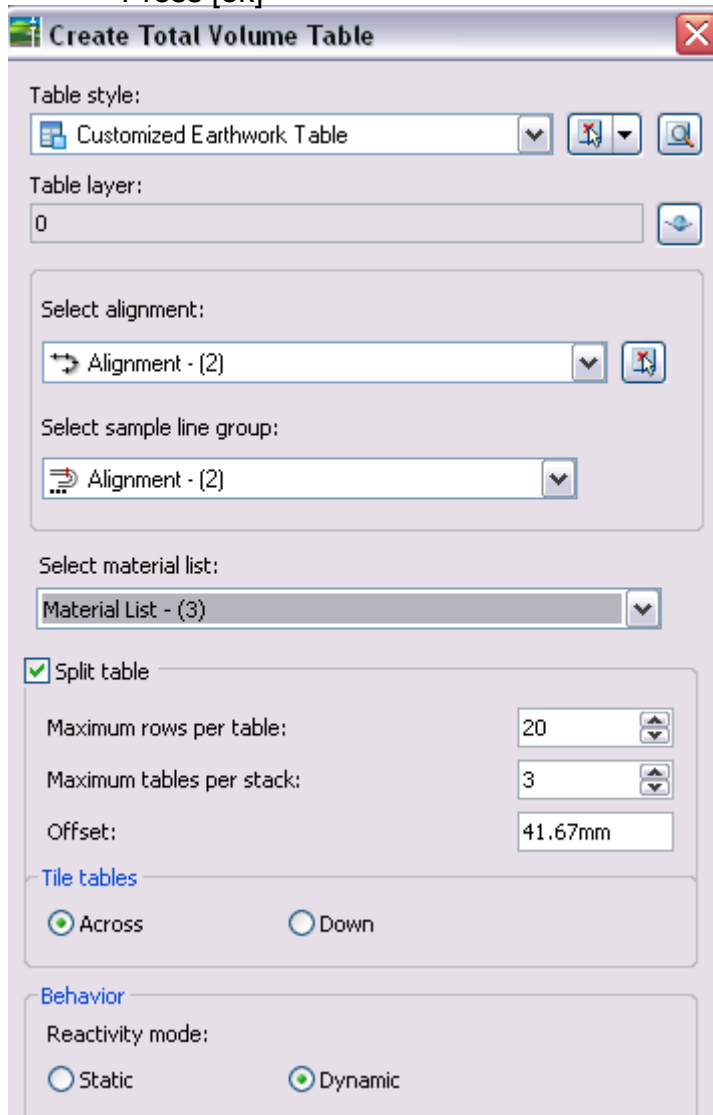 Press [ok]
Create Total Volume Table
Table style:
Customized Earthwork Table
Table layer:
0
Select alignment:
Alignment - (2)
Select sample line group:
Alignment - (2)
Select material list:
Material List - (3)
Split table
Maximum rows per table: 20
Maximum tables per stack: 3
Offset: 41.67mm
Tile tables
Across Down
Behavior
Reactivity mode:
Static Dynamic